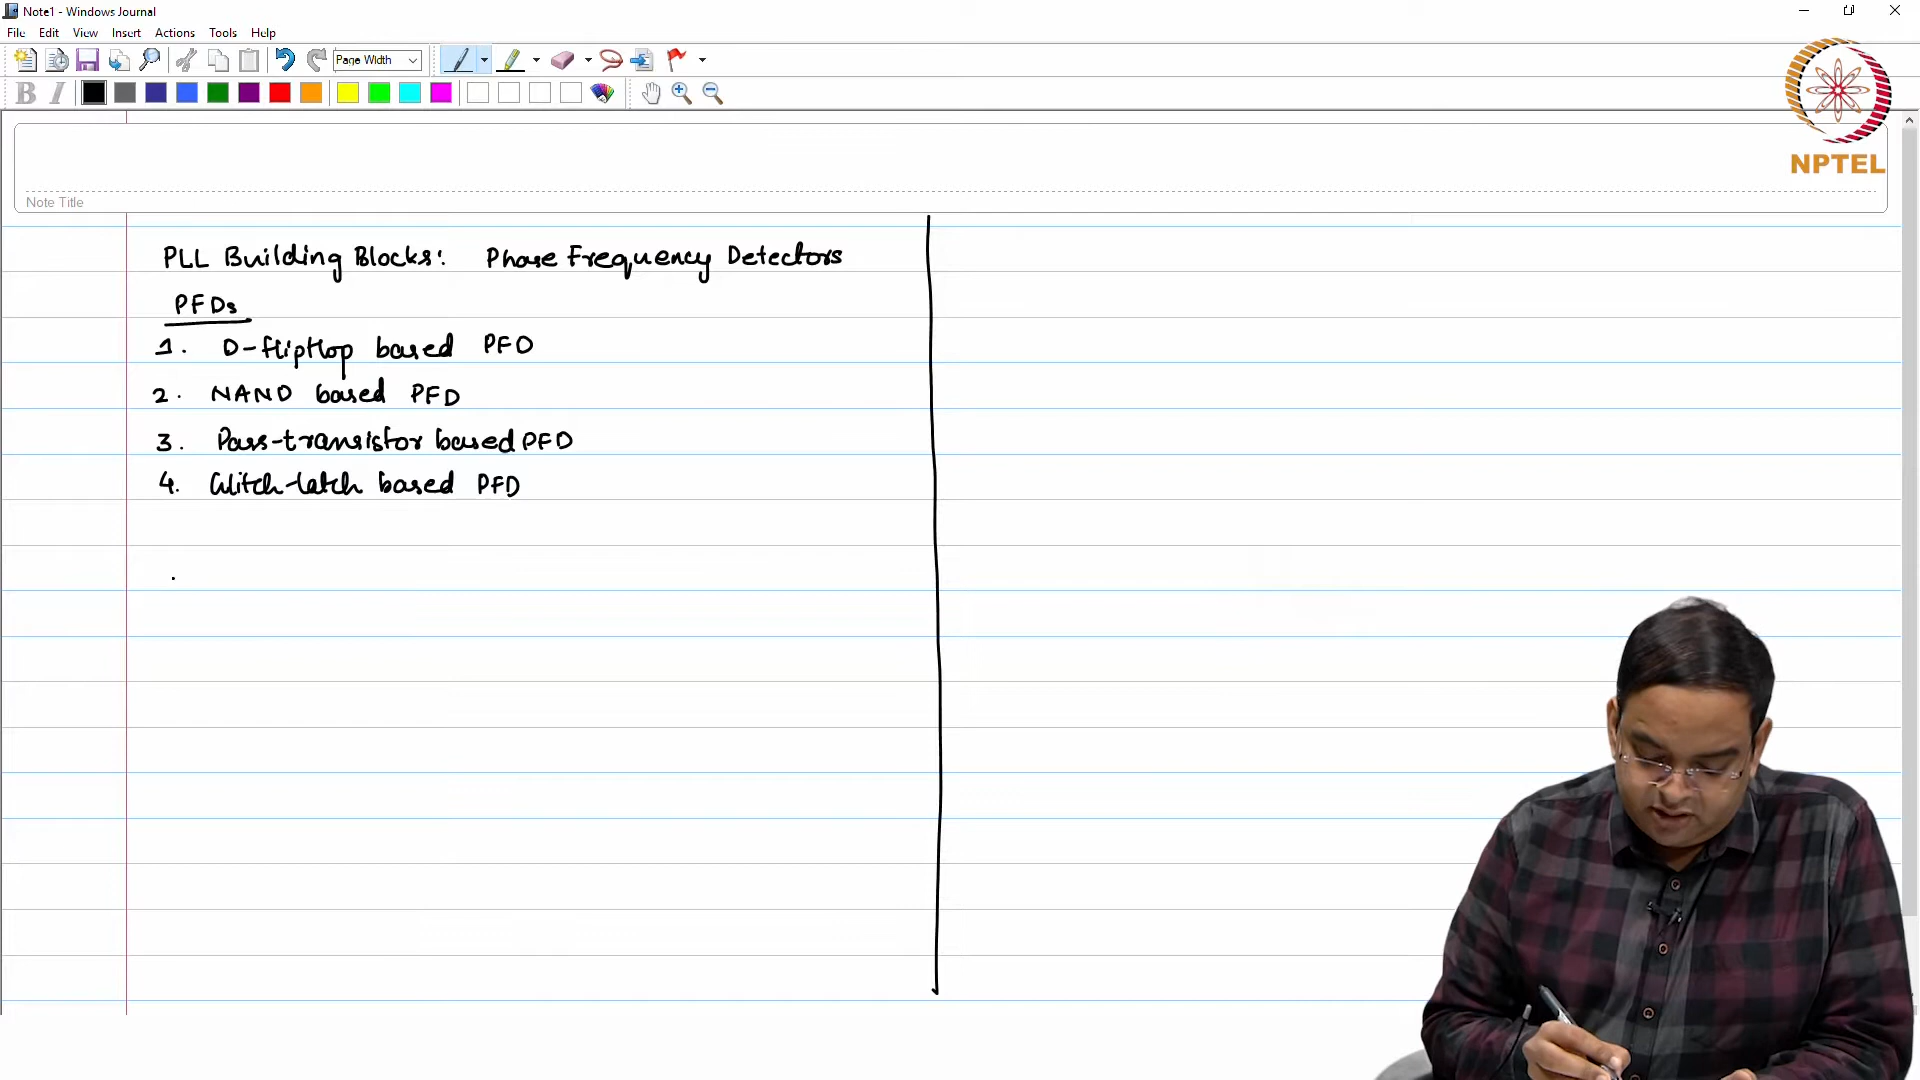 Note1 - Windows Journal
File Edit View Insert Actions Tools Help
Page Width
B I
NPTEL
Note Title
PLL Building Blocks: Phase Frequency Detectors
PFDs
1. D-flipflop based PFD
2. NAND based PFD
3. Pass-transistor based PFD
4. Glitch-latch based PFD